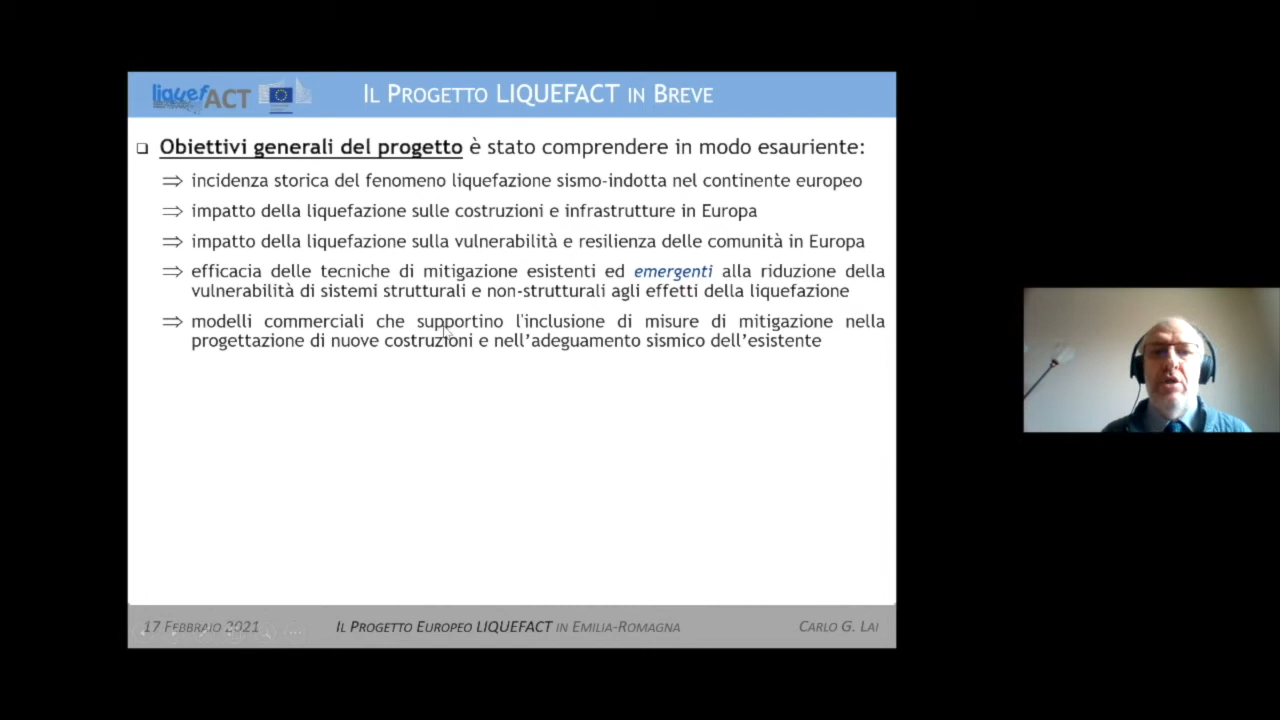 liquefACT
IL PROGETTO LIQUEFACT IN BREVE
❑ Obiettivi generali del progetto è stato comprendere in modo esauriente:
⇒ incidenza storica del fenomeno liquefazione sismo-indotta nel continente europeo
⇒ impatto della liquefazione sulle costruzioni e infrastrutture in Europa
⇒ impatto della liquefazione sulla vulnerabilità e resilienza delle comunità in Europa
⇒ efficacia delle tecniche di mitigazione esistenti ed emergenti alla riduzione della
vulnerabilità di sistemi strutturali e non-strutturali agli effetti della liquefazione
⇒ modelli commerciali che supportino l'inclusione di misure di mitigazione nella
progettazione di nuove costruzioni e nell’adeguamento sismico dell’esistente
17 FEBBRAIO 2021 IL PROGETTO EUROPEO LIQUEFACT IN EMILIA-ROMAGNA CARLO G. LAI